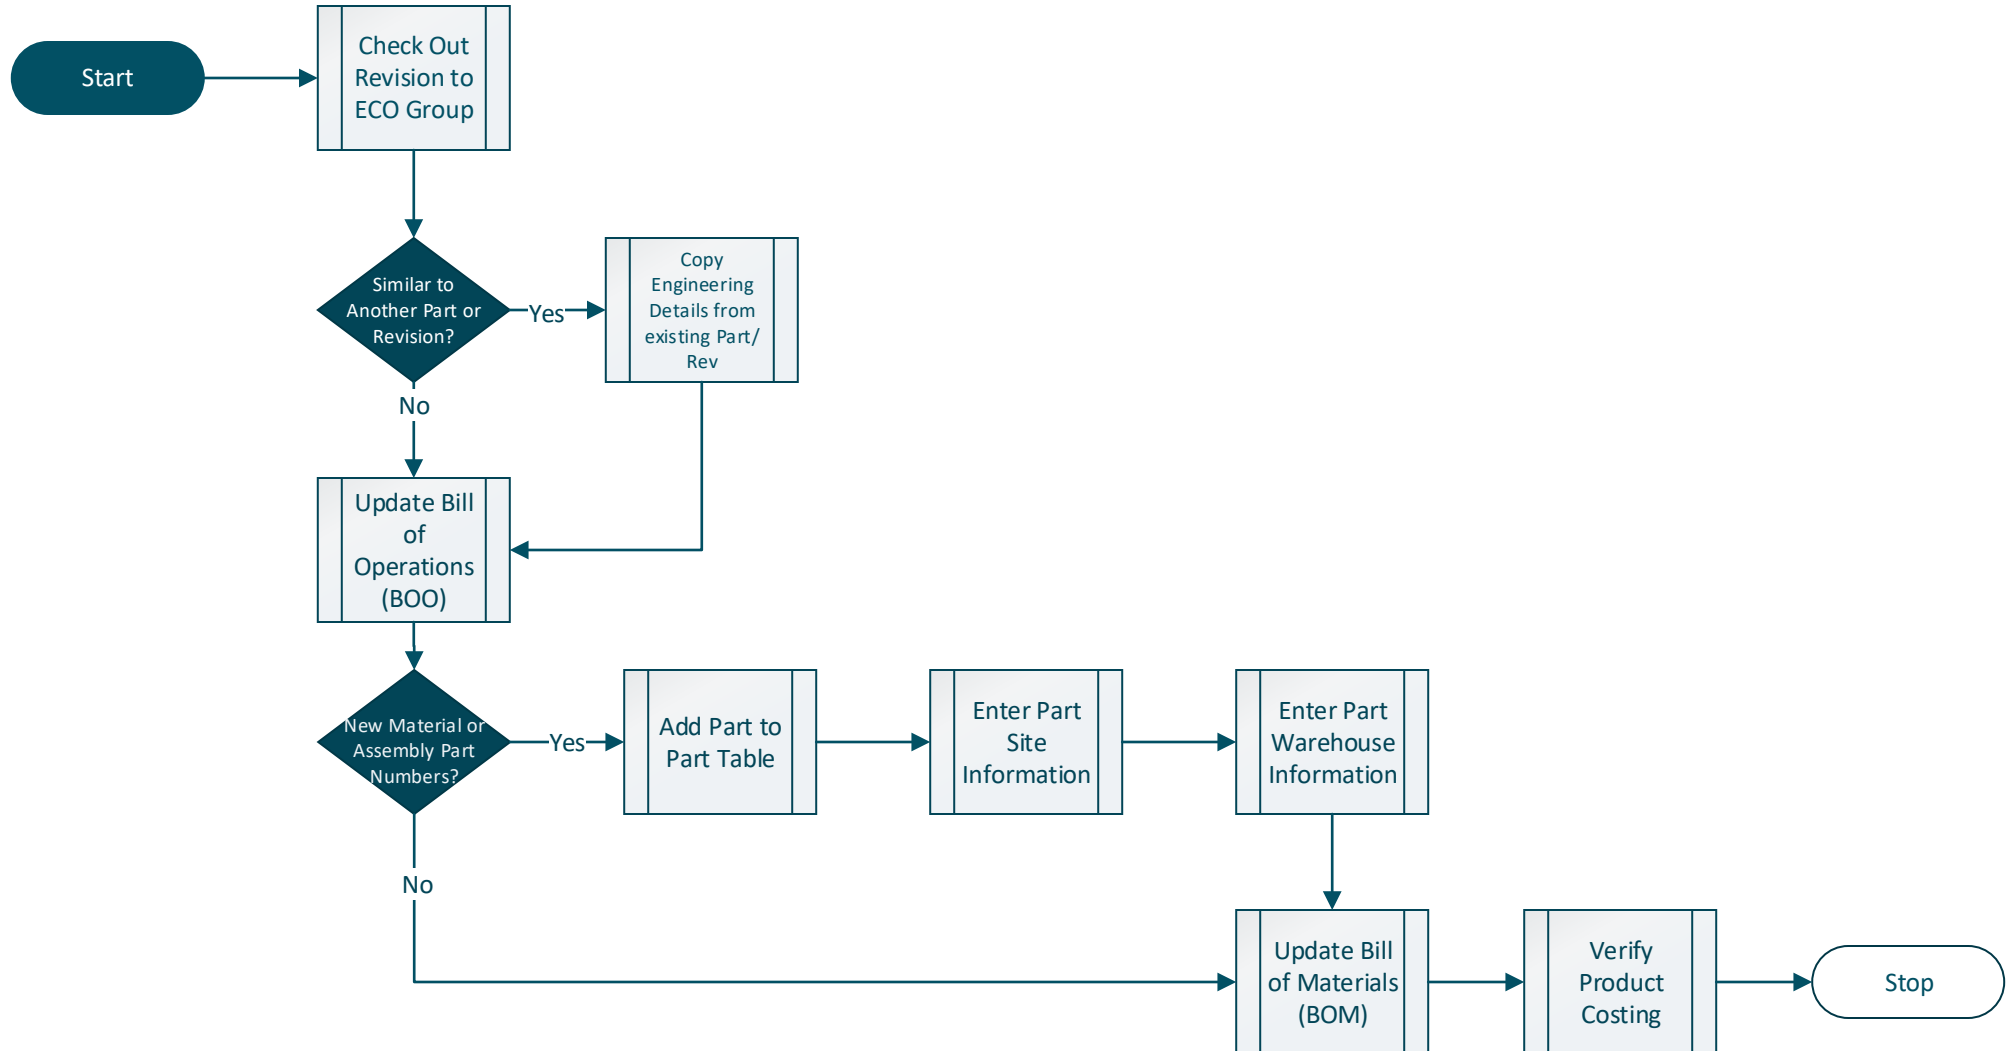 Start
Check Out
Revision to
ECO Group
Similar to
Another Part or
Revision?
Yes
Copy
Engineering
Details from
existing Part/
Rev
No
Update Bill
of
Operations
(BOO)
New Material or
Assembly Part
Numbers?
Yes
Add Part to
Part Table
Enter Part
Site
Information
Enter Part
Warehouse
Information
No
Update Bill
of Materials
(BOM)
Verify
Product
Costing
Stop